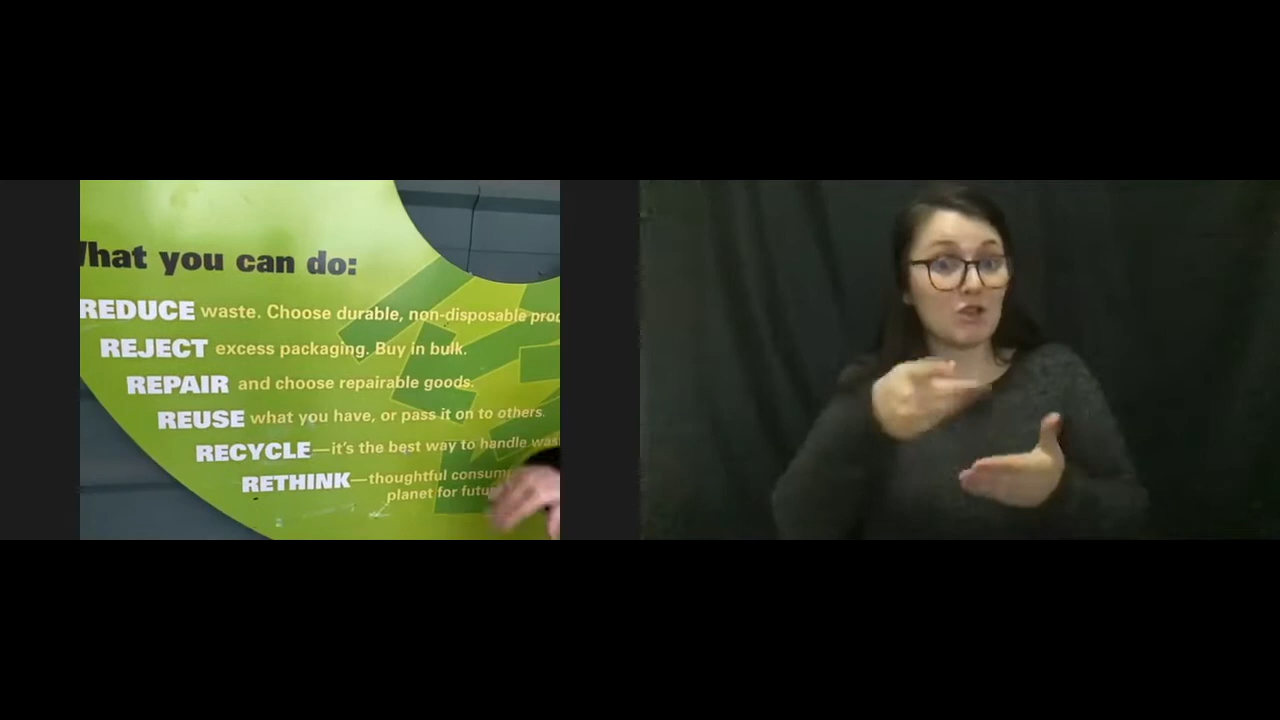 What you can do:
REDUCE waste. Choose durable, non-disposable
REJECT excess packaging. Buy in bulk.
REPAIR and choose repairable goods.
REUSE what you have, or pass it on to others.
RECYCLE—it's the best way to handle
RETHINK—thoughtful
planet for